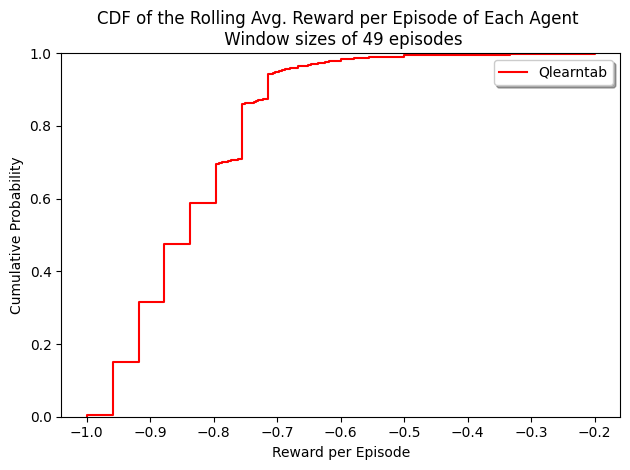 CDF of the Rolling Avg. Reward per Episode of Each Agent
Window sizes of 49 episodes
Qlearntab
Cumulative Probability
1.0
0.8
0.6
0.4
0.2
0.0
−1.0 −0.9 −0.8 −0.7 −0.6 −0.5 −0.4 −0.3 −0.2
Reward per Episode